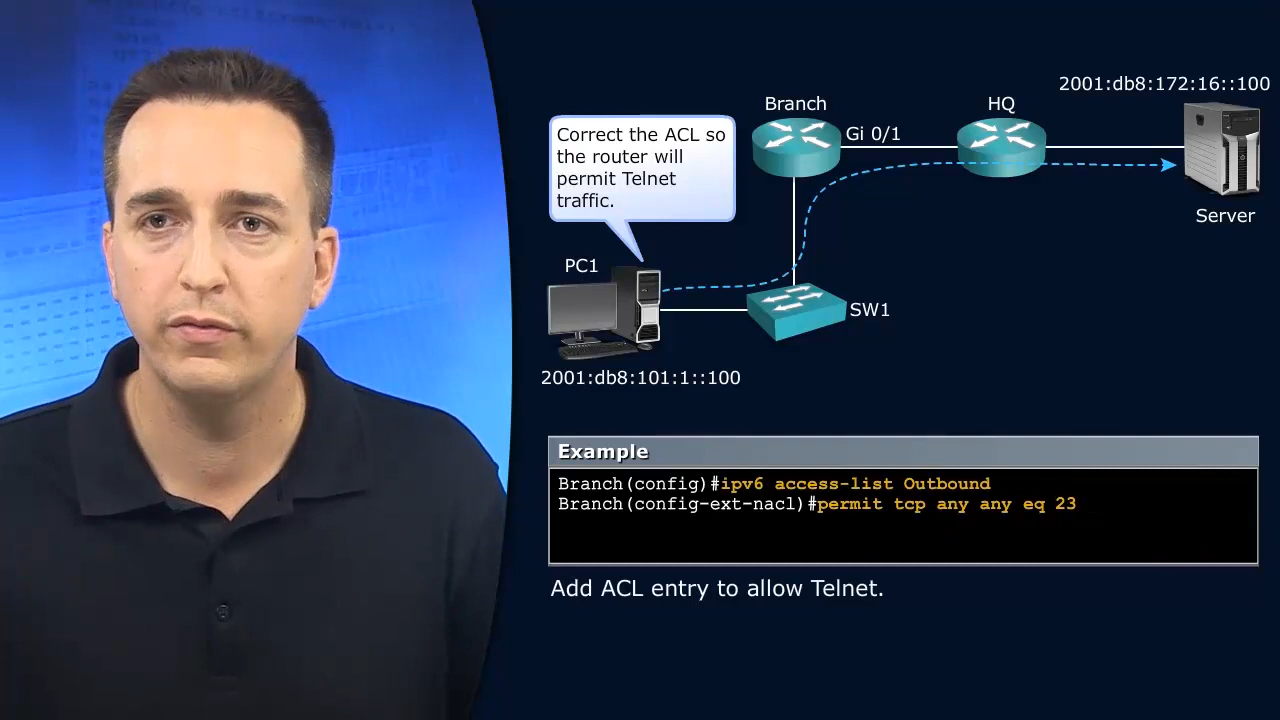 2001:db8:172:16::100
Branch
HQ
Gi 0/1
Correct the ACL so
the router will
permit Telnet
traffic.
Server
PC1
SW1
2001:db8:101:1::100
Example
Branch(config)#ipv6 access-list Outbound
Branch(config-ext-nacl)#permit tcp any any eq 23
Add ACL entry to allow Telnet.